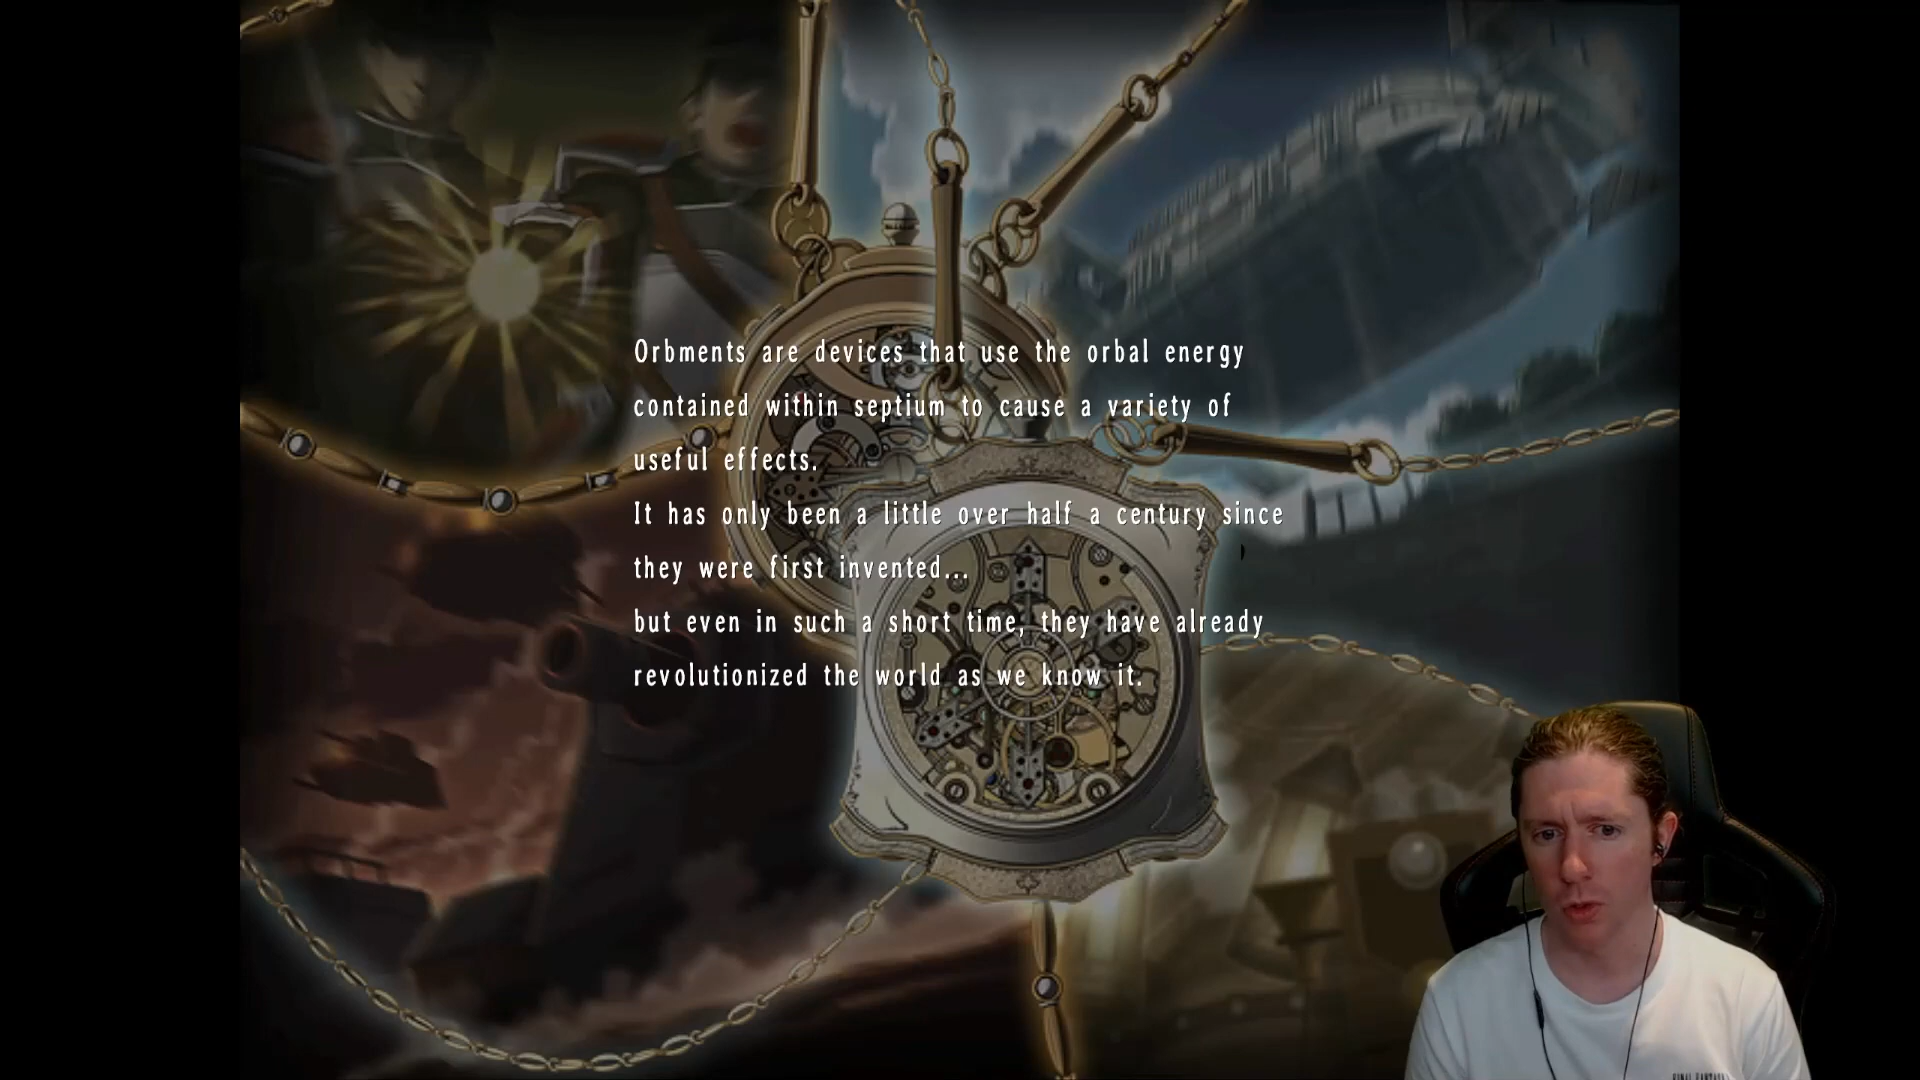 Orbments are devices that use the orbal energy
contained within septium to cause a variety of
useful effects.
It has only been a little over half a century since
they were first invented...
but even in such a short time, they have already
revolutionized the world as we know it.
FINAL FANTASY